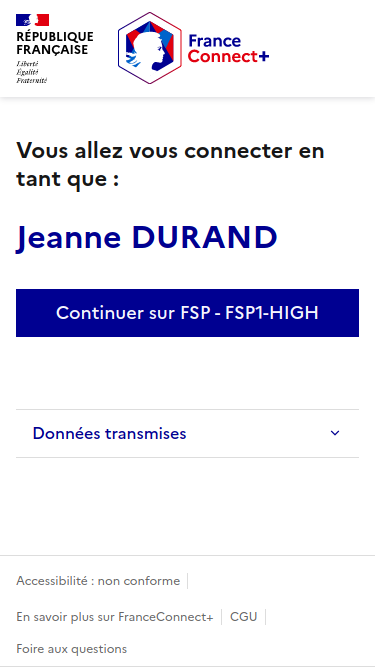 RÉPUBLIQUE
FRANÇAISE
Liberté
Égalité
Fraternité
France
Connect+
Vous allez vous connecter en
tant que :
Jeanne DURAND
Continuer sur FSP - FSP1-HIGH
Données transmises
Accessibilité : non conforme
En savoir plus sur FranceConnect+
CGU
Foire aux questions